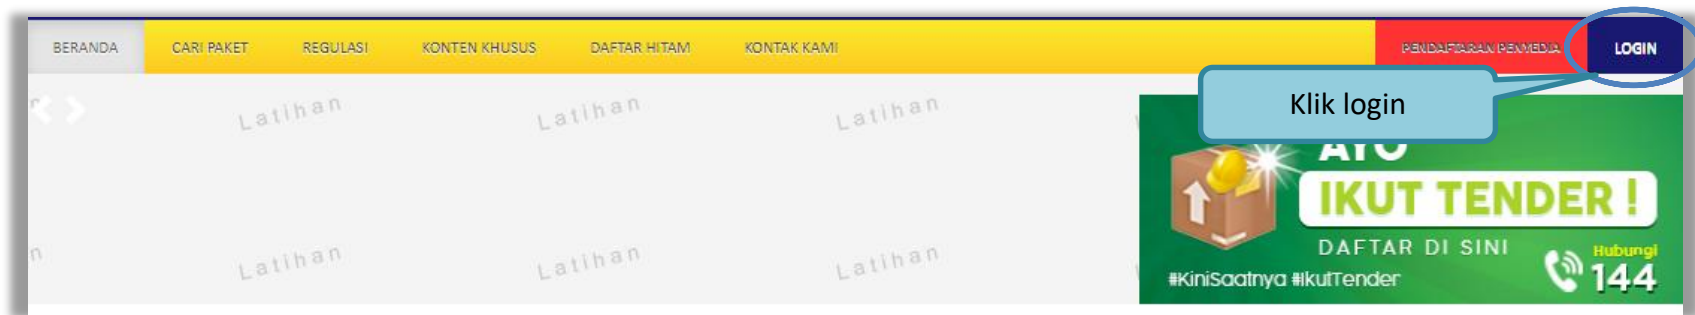 BERANDA CARI PAKET REGULASI KONTEN KHUSUS DAFTAR HITAM KONTAK KAMI PENDAFTARAN PENYEDIA LOGIN
Klik login
Latihan Latihan Latihan
AYO
IKUT TENDER !
DAFTAR DI SINI
Hubungi
144
#KiniSaatnya #IkutTender
n Latihan Latihan Latihan